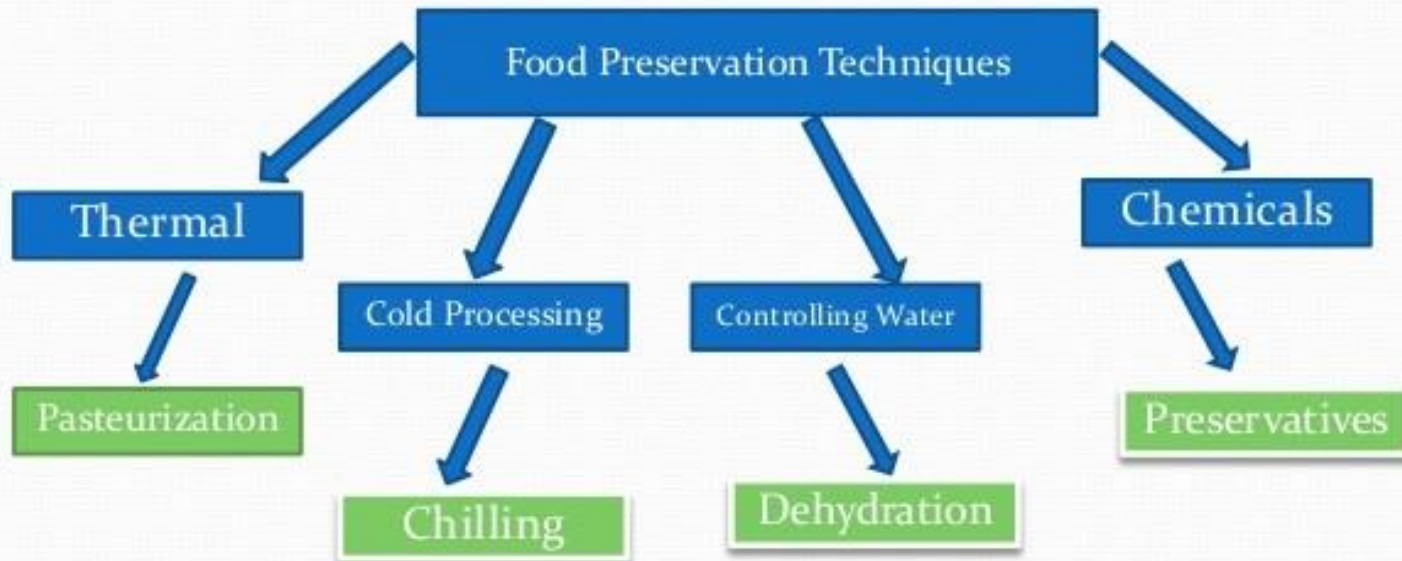 Food Preservation Techniques
Thermal
Chemicals
Cold Processing
Controlling Water
Pasteurization
Preservatives
Chilling
Dehydration